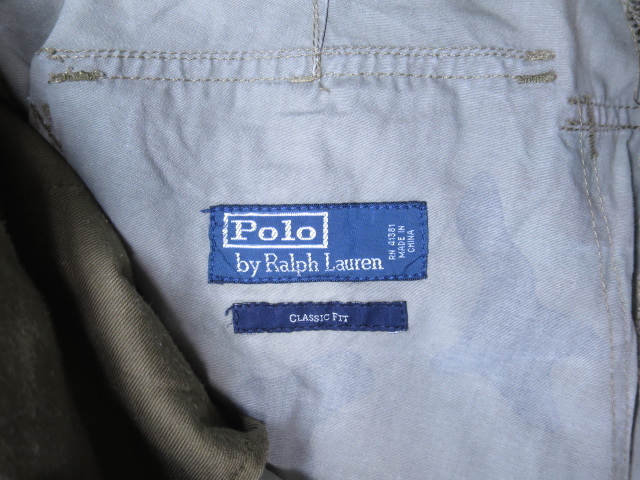 Polo
by Ralph Lauren
RN 41381
MADE IN
CHINA
CLASSIC FIT